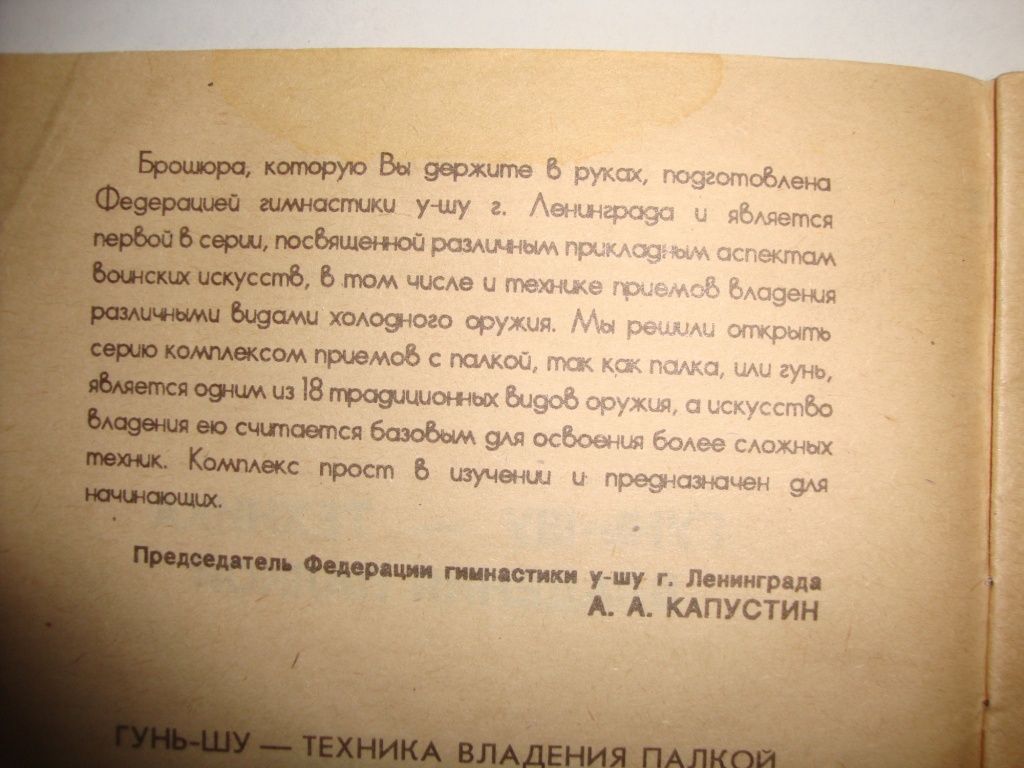 Брошюра, которую Вы держите в руках, подготовлена
Федерацией гимнастики у-шу г. Ленинграда и является
первой в серии, посвященной различным прикладным аспектам
воинских искусств, в том числе и технике приемов владения
различными видами холодного оружия. Мы решили открыть
серию комплексом приемов с палкой, так как палка, или гунь,
является одним из 18 традиционных видов оружия, а искусство
владения ею считается базовым для освоения более сложных
техник. Комплекс прост в изучении и предназначен для
начинающих.
Председатель Федерации гимнастики у-шу г. Ленинграда
А. А. КАПУСТИН
ГУНЬ-ШУ — ТЕХНИКА ВЛАДЕНИЯ ПАЛКОЙ